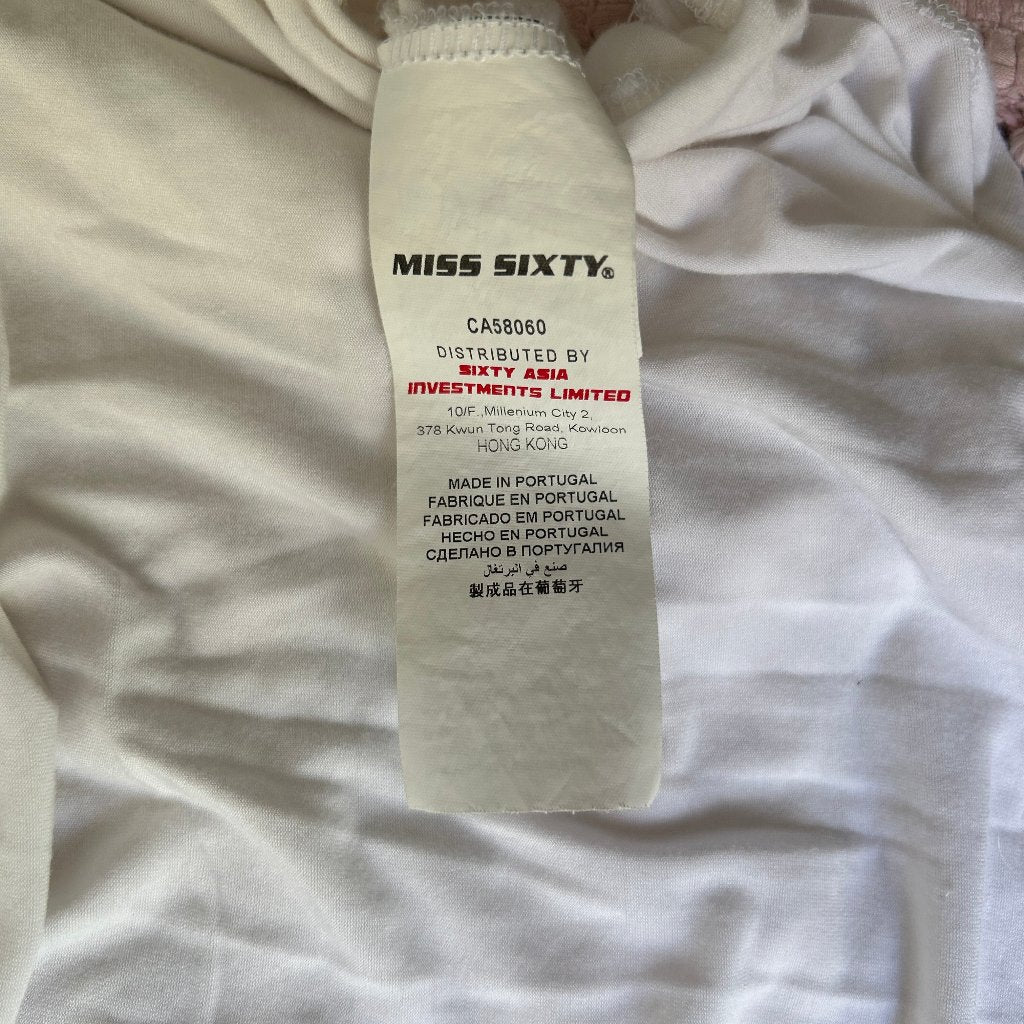 MISS SIXTY®
CA58060
DISTRIBUTED BY
SIXTY ASIA
INVESTMENTS LIMITED
10/F.,Millenium City 2,
378 Kwun Tong Road, Kowloon
HONG KONG
MADE IN PORTUGAL
FABRIQUE EN PORTUGAL
FABRICADO EM PORTUGAL
HECHO EN PORTUGAL
СДЕЛАНО В ПОРТУГАЛИЯ
صنع في البرتغال
製成品在葡萄牙